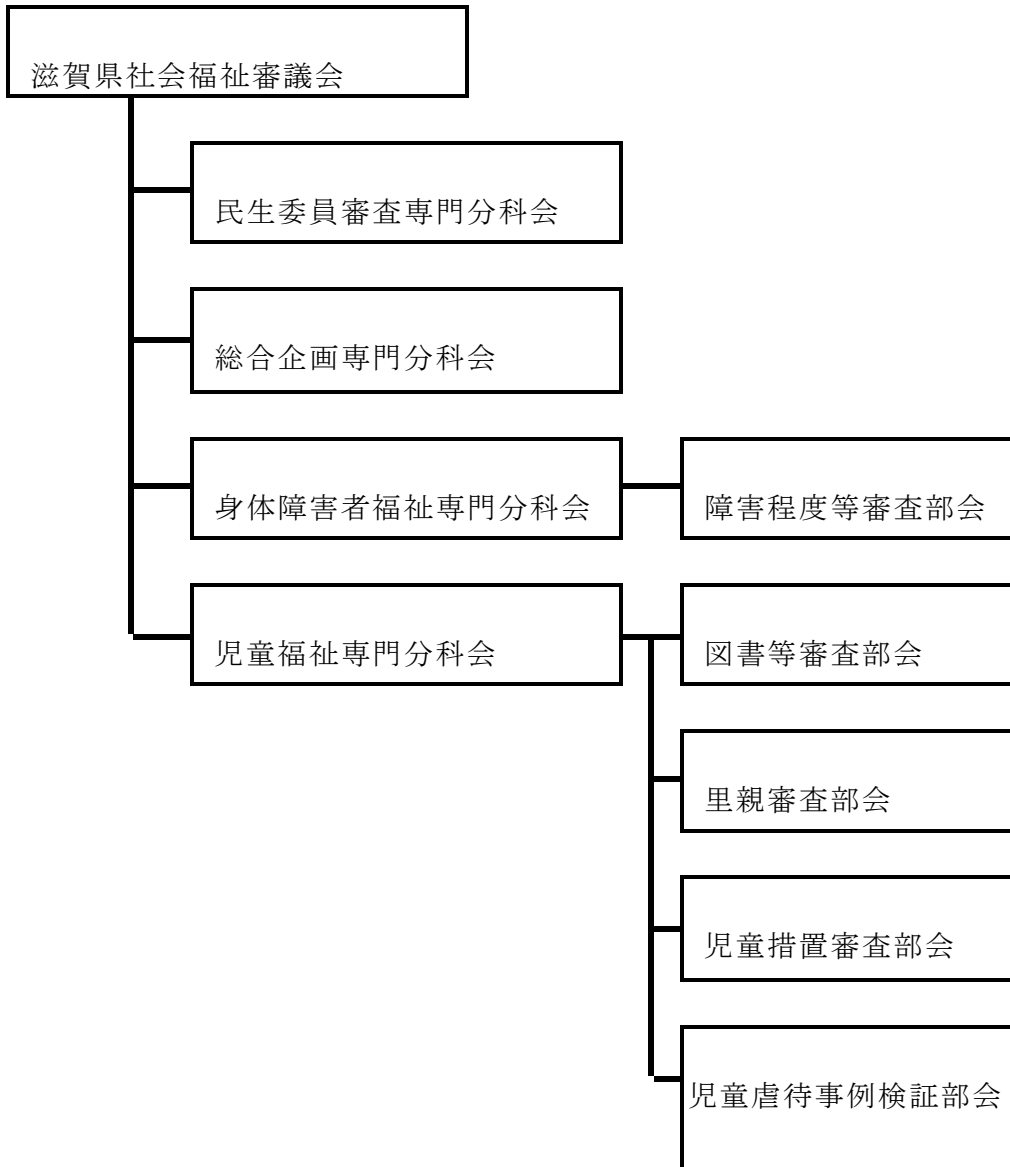 滋賀県社会福祉審議会
民生委員審査専門分科会
総合企画専門分科会
身体障害者福祉専門分科会
障害程度等審査部会
児童福祉専門分科会
図書等審査部会
里親審査部会
児童措置審査部会
児童虐待事例検証部会